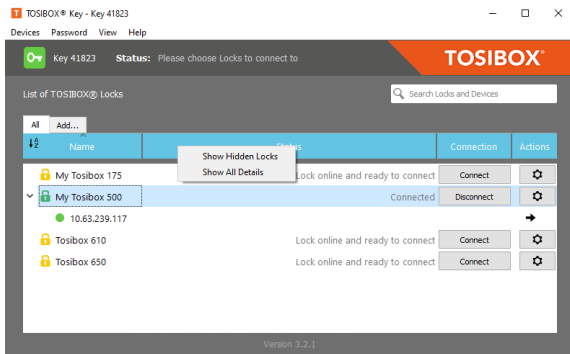 TOSIBOX® Key - Key 41823
Devices Password View Help
Key 41823 Status: Please choose Locks to connect to
TOSIBOX®
List of TOSIBOX® Locks
Search Locks and Devices
All Add...
Name Status Connection Actions
Show Hidden Locks
Show All Details
My Tosibox 175 Lock online and ready to connect Connect
My Tosibox 500 Connected Disconnect
10.63.239.117
Tosibox 610 Lock online and ready to connect Connect
Tosibox 650 Lock online and ready to connect Connect
Version 3.2.1